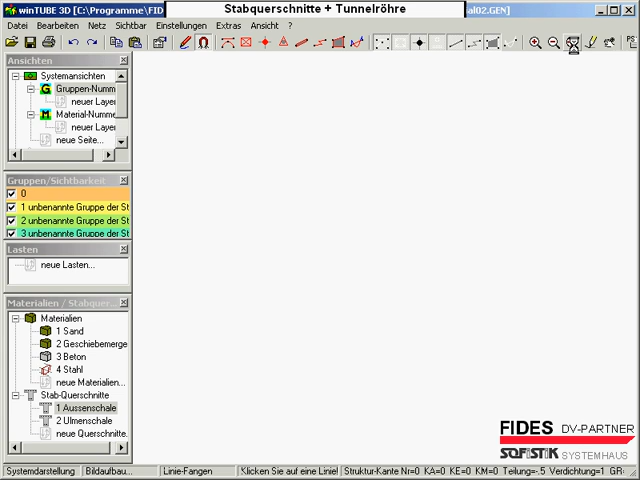 winTUBE 3D [C:\Programme\FID
Stabquerschnitte + Tunnelröhre
al02.GEN]
Datei Bearbeiten Netz Sichtbar Einstellungen Extras Ansicht ?
PS
Ansichten
Systemansichten
Gruppen-Numm
neuer Layer
Material-Numme
neuer Layer
neue Seite...
Gruppen/Sichtbarkeit
0
1 unbenannte Gruppe der St
2 unbenannte Gruppe der St
3 unbenannte Gruppe der St
Lasten
neue Lasten...
Materialien / Stabquer...
Materialien
1 Sand
2 Geschiebemerge
3 Beton
4 Stahl
neue Materialien...
Stab-Querschnitte
1 Aussenschale
2 Ulmenschale
neue Querschnitte.
FIDES DV-PARTNER
SOFISTIK SYSTEMHAUS
Systemdarstellung Bildaufbau... Linie-Fangen Klicken Sie auf eine Linie Struktur-Kante Nr=0 KA=0 KE=0 KM=0 Teilung=-.5 Verdichtung=1 GR=